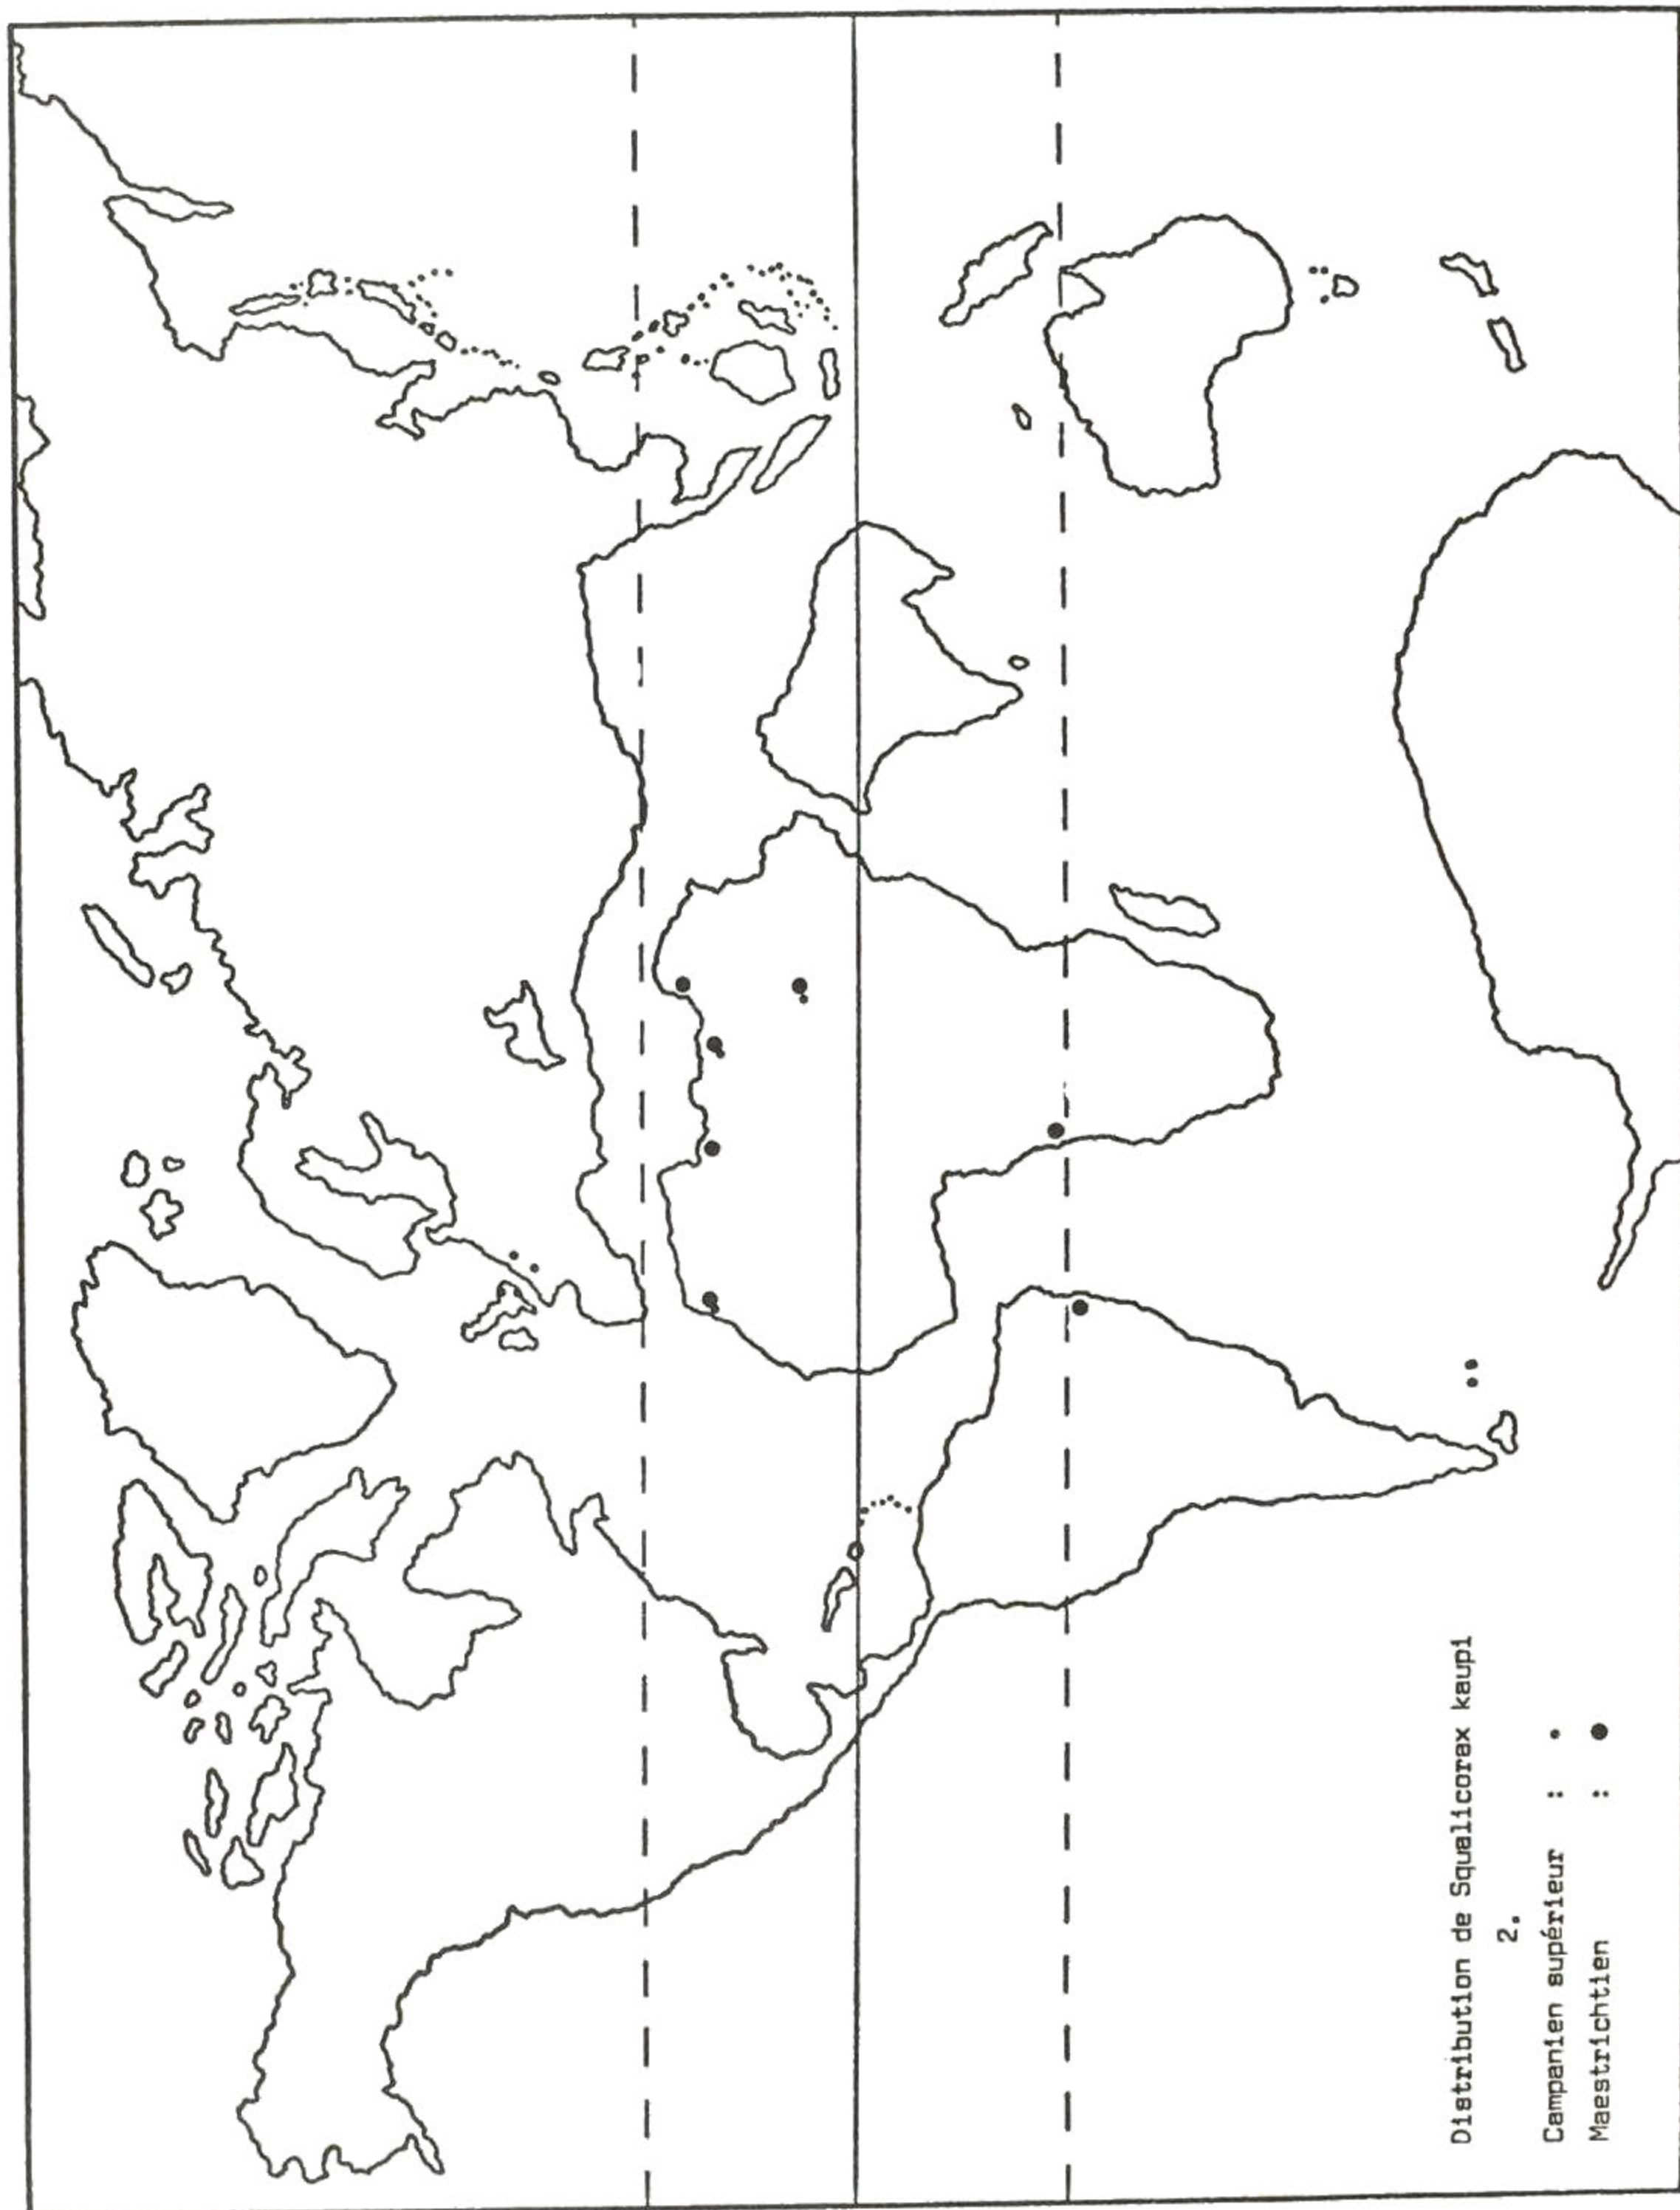 Distribution de Squalicorax kaupi
2.
Campanien supérieur : •
Maestrichtien : ●